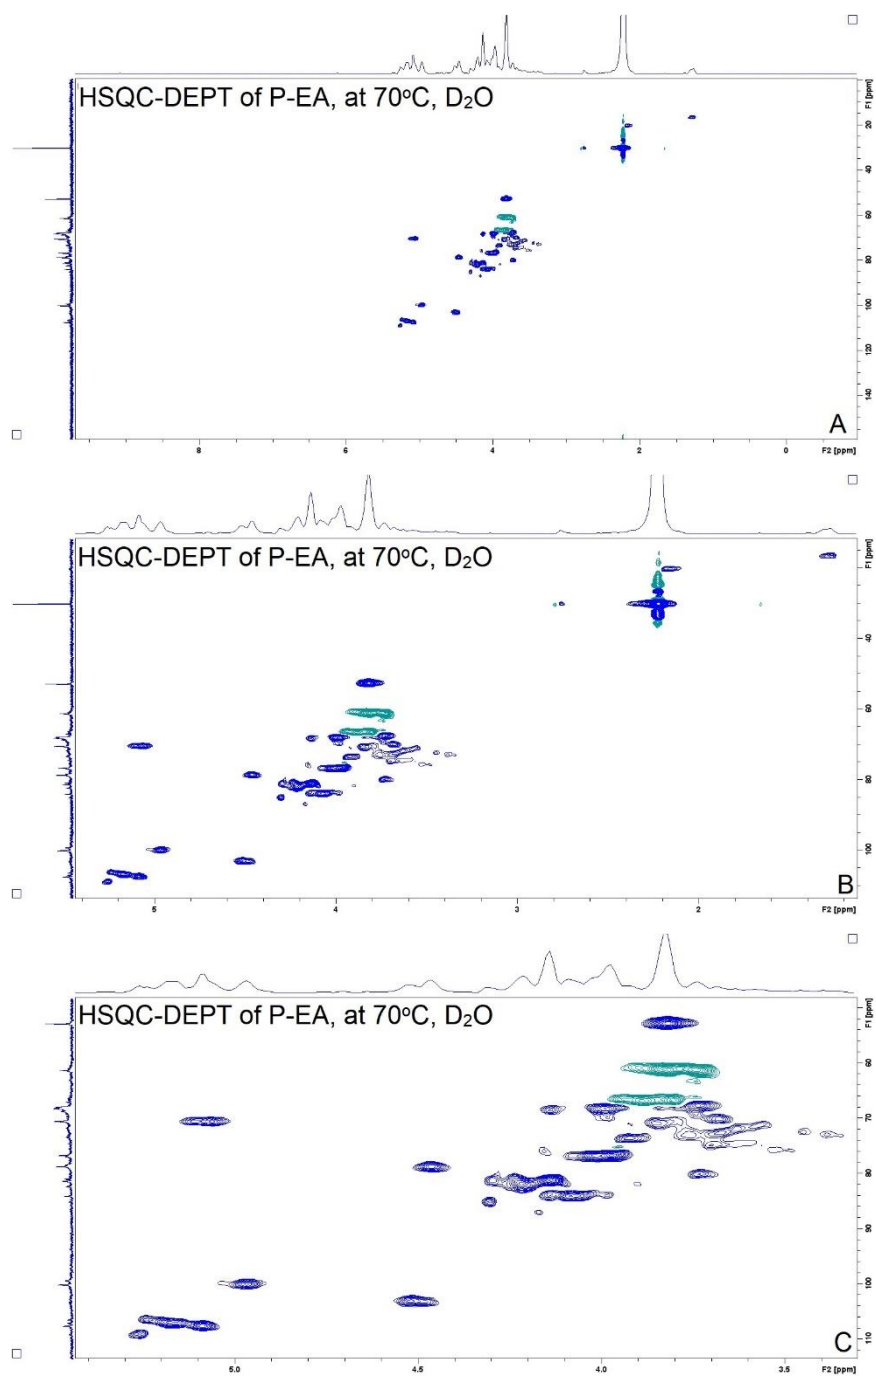 HSQC-DEPT of P-EA, at 70°C, D₂O
F1 [ppm]
20
40
60
80
100
120
140
A
8
6
4
2
0
F2 [ppm]
HSQC-DEPT of P-EA, at 70°C, D₂O
F1 [ppm]
20
40
60
80
100
B
5
4
3
2
F2 [ppm]
HSQC-DEPT of P-EA, at 70°C, D₂O
F1 [ppm]
60
70
80
90
100
110
C
5.0
4.5
4.0
3.5
F2 [ppm]